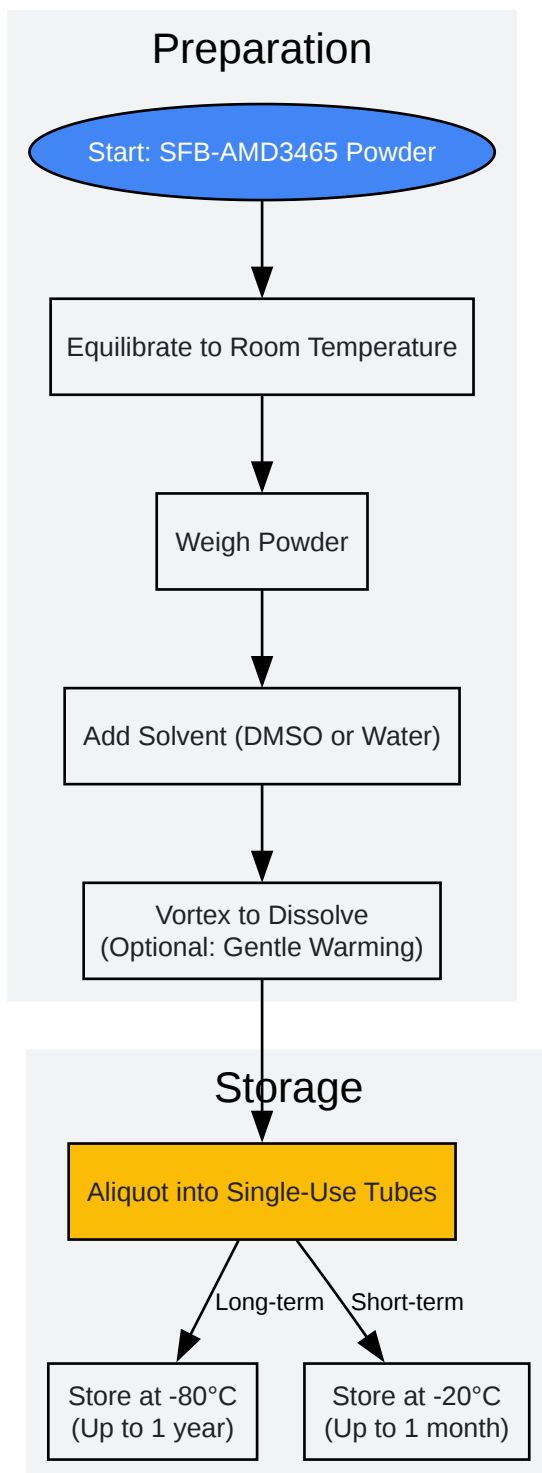 Preparation
Start: SFB-AMD3465 Powder
Equilibrate to Room Temperature
Weigh Powder
Add Solvent (DMSO or Water)
Vortex to Dissolve
(Optional: Gentle Warming)
Storage
Aliquot into Single-Use Tubes
Long-term
Short-term
Store at -80°C
(Up to 1 year)
Store at -20°C
(Up to 1 month)